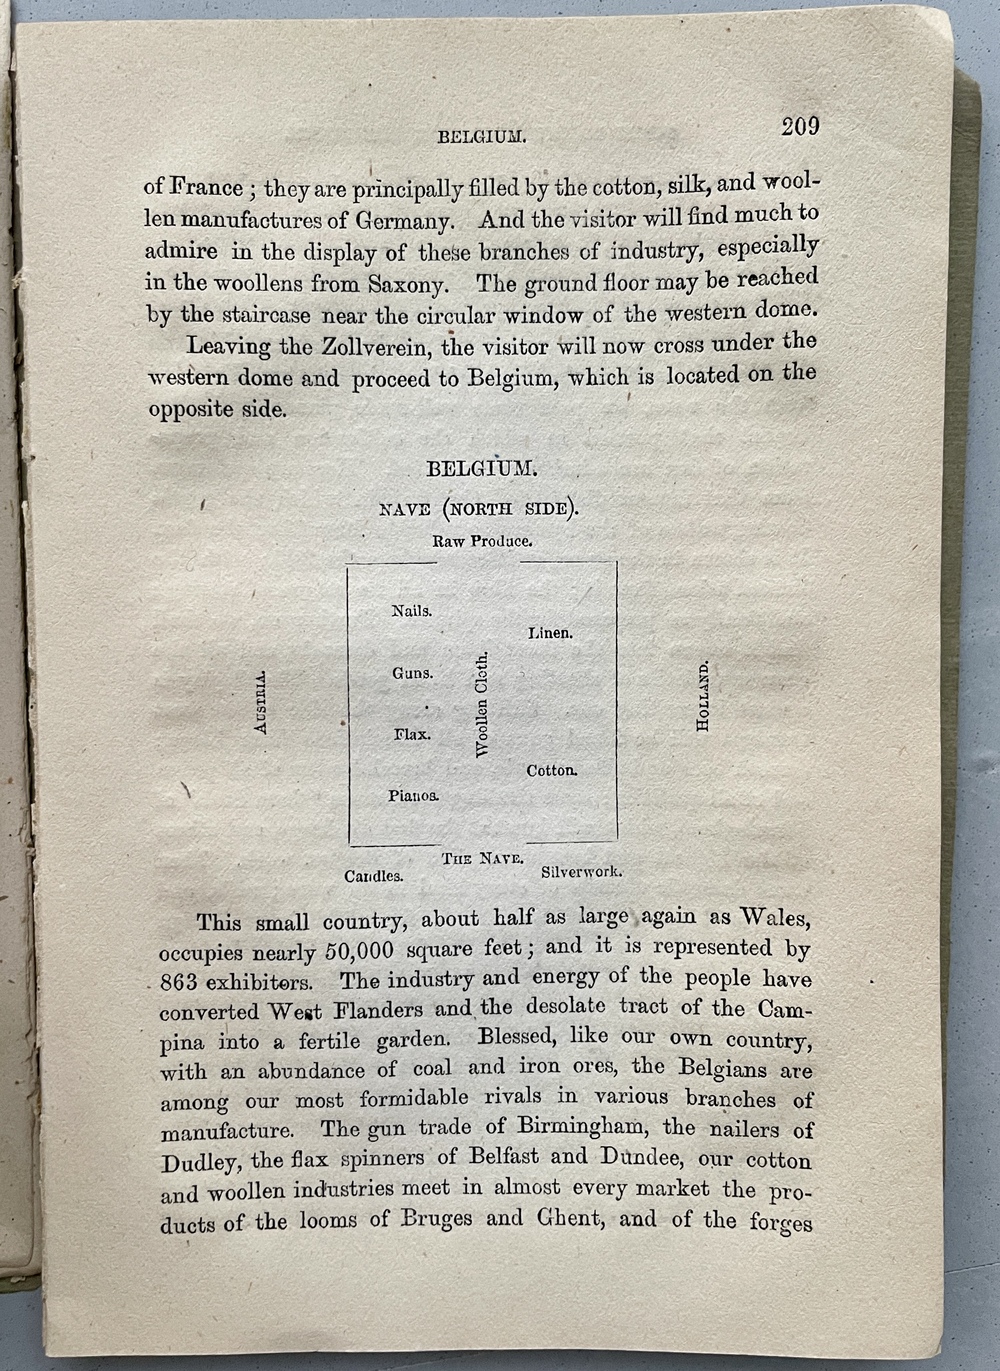 BELGIUM.
209
of France ; they are principally filled by the cotton, silk, and wool-
len manufactures of Germany. And the visitor will find much to
admire in the display of these branches of industry, especially
in the woollens from Saxony. The ground floor may be reached
by the staircase near the circular window of the western dome.
Leaving the Zollverein, the visitor will now cross under the
western dome and proceed to Belgium, which is located on the
opposite side.
BELGIUM.
NAVE (NORTH SIDE).
Raw Produce.
Nails.
Linen.
Guns.
Woollen Cloth.
AUSTRIA.
HOLLAND.
Flax.
Cotton.
Pianos.
THE NAVE.
Candles.
Silverwork.
This small country, about half as large again as Wales,
occupies nearly 50,000 square feet ; and it is represented by
863 exhibitors. The industry and energy of the people have
converted West Flanders and the desolate tract of the Cam-
pina into a fertile garden. Blessed, like our own country,
with an abundance of coal and iron ores, the Belgians are
among our most formidable rivals in various branches of
manufacture. The gun trade of Birmingham, the nailers of
Dudley, the flax spinners of Belfast and Dundee, our cotton
and woollen industries meet in almost every market the pro-
ducts of the looms of Bruges and Ghent, and of the forges